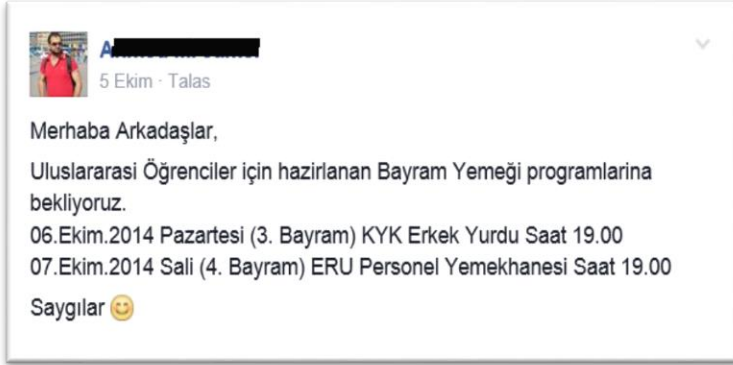 5 Ekim · Talas
Merhaba Arkadaşlar,
Uluslararasi Öğrenciler için hazirlanan Bayram Yemeği programlarina
bekliyoruz.
06.Ekim.2014 Pazartesi (3. Bayram) KYK Erkek Yurdu Saat 19.00
07.Ekim.2014 Sali (4. Bayram) ERU Personel Yemekhanesi Saat 19.00
Saygılar